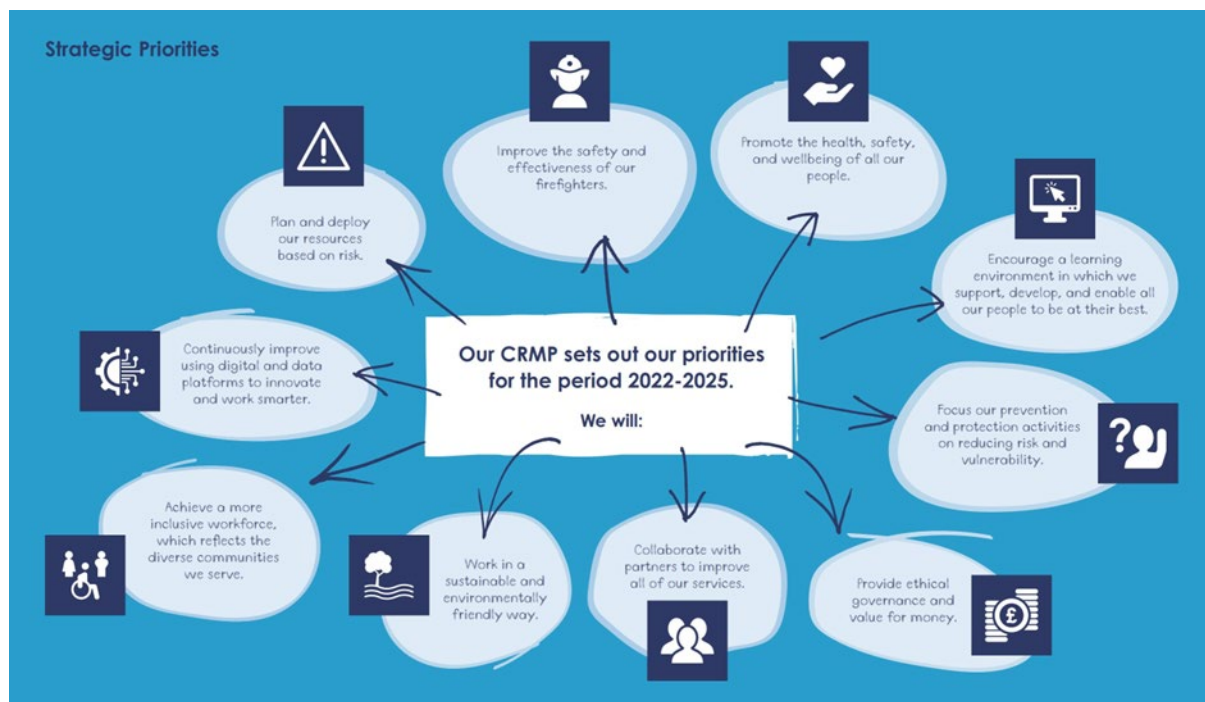 Strategic Priorities
Improve the safety and
effectiveness of our
firefighters.
Promote the health, safety,
and wellbeing of all our
people.
Plan and deploy
our resources
based on risk.
Encourage a learning
environment in which we
support, develop, and enable all
our people to be at their best.
Our CRMP sets out our priorities
for the period 2022-2025.
We will:
Continuously improve
using digital and data
platforms to innovate
and work smarter.
Focus our prevention
and protection activities
on reducing risk and
vulnerability.
Achieve a more
inclusive workforce,
which reflects the
diverse communities
we serve.
Work in a
sustainable and
environmentally
friendly way.
Collaborate with
partners to improve
all of our services.
Provide ethical
governance and
value for money.